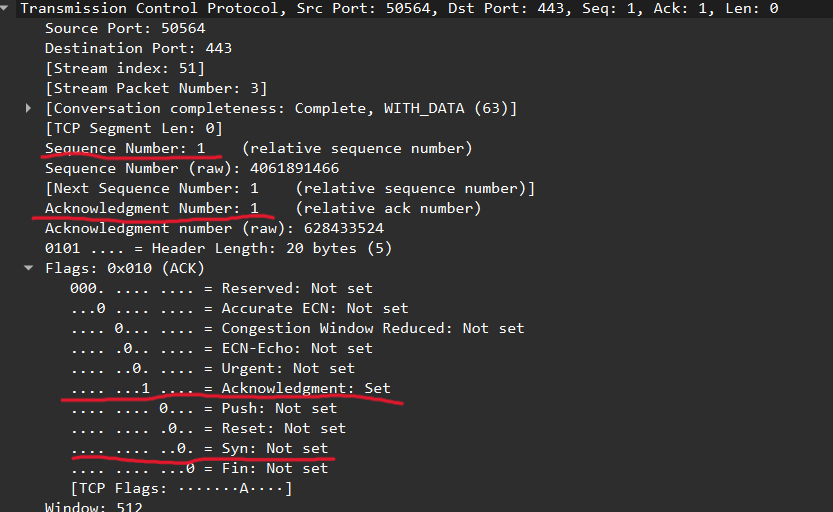 Transmission Control Protocol, Src Port: 50564, Dst Port: 443, Seq: 1, Ack: 1, Len: 0
Source Port: 50564
Destination Port: 443
[Stream index: 51]
[Stream Packet Number: 3]
[Conversation completeness: Complete, WITH_DATA (63)]
[TCP Segment Len: 0]
Sequence Number: 1    (relative sequence number)
Sequence Number (raw): 4061891466
[Next Sequence Number: 1    (relative sequence number)]
Acknowledgment Number: 1    (relative ack number)
Acknowledgment number (raw): 628433524
0101 .... = Header Length: 20 bytes (5)
Flags: 0x010 (ACK)
000. .... .... = Reserved: Not set
...0 .... .... = Accurate ECN: Not set
.... 0... .... = Congestion Window Reduced: Not set
.... .0.. .... = ECN-Echo: Not set
.... ..0. .... = Urgent: Not set
.... ...1 .... = Acknowledgment: Set
.... .... 0... = Push: Not set
.... .... .0.. = Reset: Not set
.... .... ..0. = Syn: Not set
.... .... ...0 = Fin: Not set
[TCP Flags: ·······A····]
Window: 512